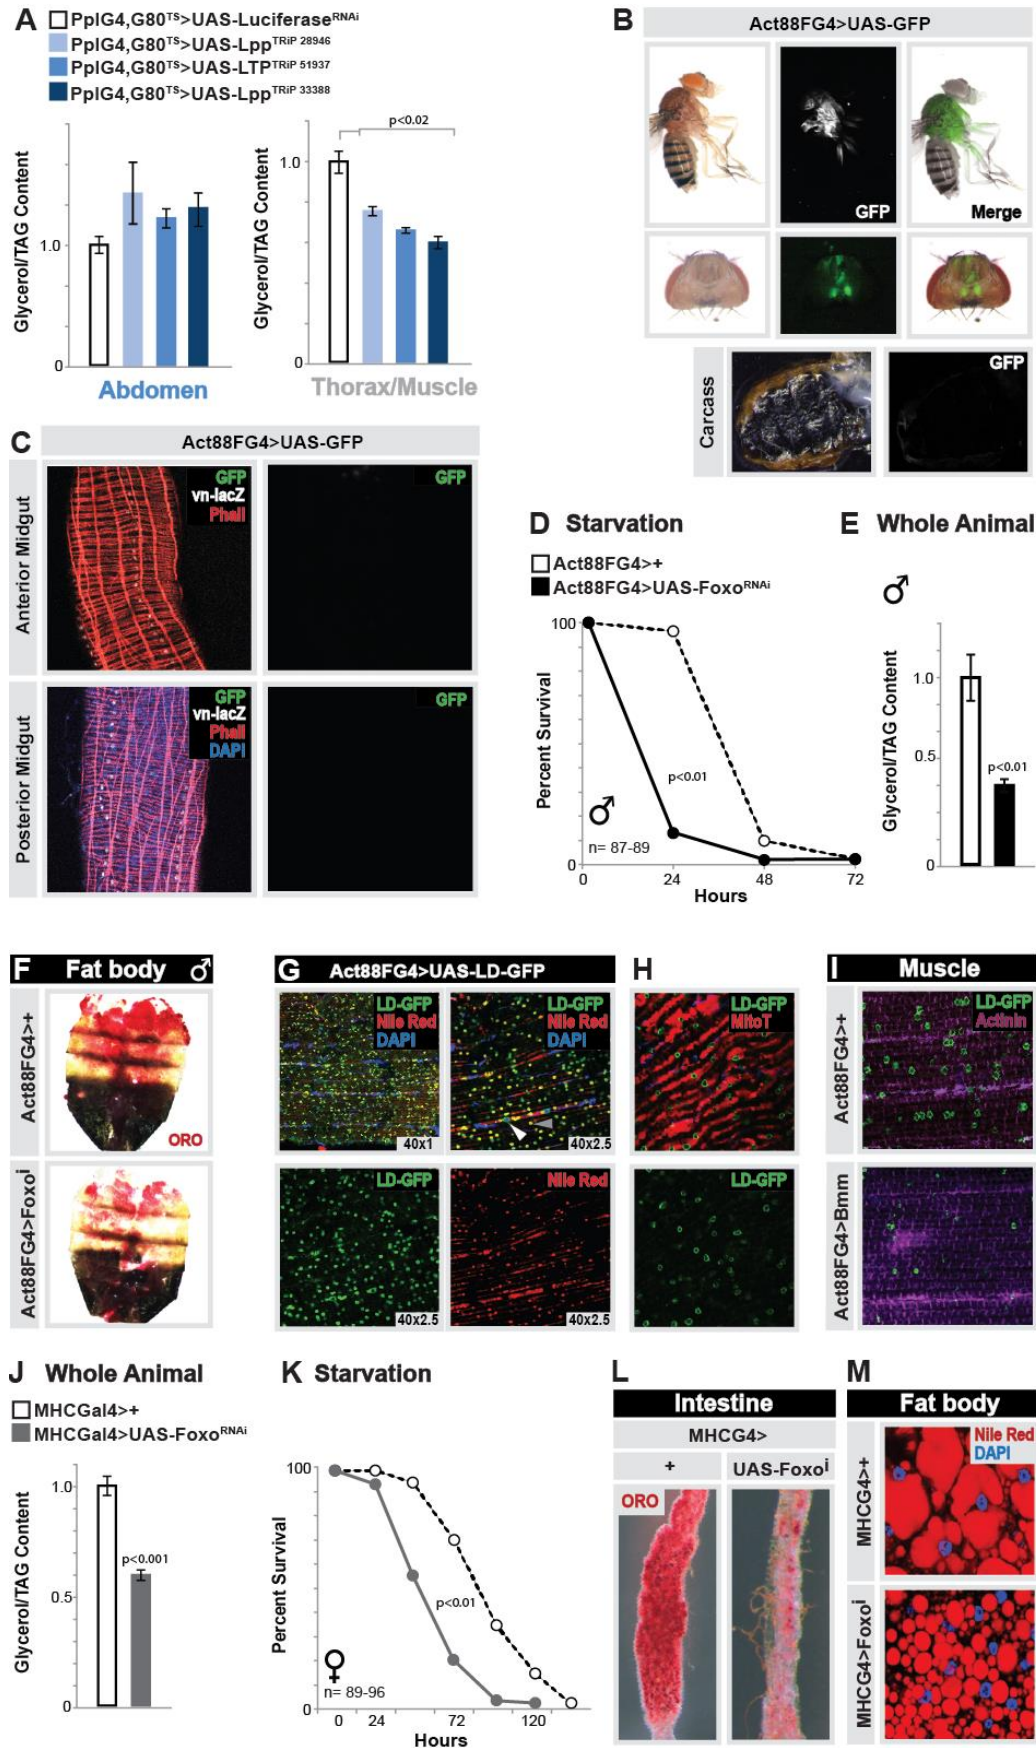 A
PplG4,G80TS>UAS-LuciferaseRNAi
PplG4,G80TS>UAS-LppTRiP 28946
PplG4,G80TS>UAS-LTPTRiP 51937
PplG4,G80TS>UAS-LppTRiP 33388
Glycerol/TAG Content
1.0
0
Abdomen
Glycerol/TAG Content
p<0.02
1.0
0
Thorax/Muscle
B
Act88FG4>UAS-GFP
GFP
Merge
Carcass
GFP
C
Act88FG4>UAS-GFP
Anterior Midgut
GFP
vn-lacZ
Phall
GFP
Posterior Midgut
GFP
vn-lacZ
Phall
DAPI
GFP
D Starvation
Act88FG4>+
Act88FG4>UAS-FoxoRNAi
Percent Survival
100
p<0.01
♂
n= 87-89
0
0 24 48 72
Hours
E Whole Animal
♂
Glycerol/TAG Content
1.0
0.5
p<0.01
0
F Fat body ♂
Act88FG4>+
ORO
Act88FG4>Foxoi
G Act88FG4>UAS-LD-GFP
LD-GFP
Nile Red
DAPI
40x1
LD-GFP
Nile Red
DAPI
40x2.5
LD-GFP
40x2.5
Nile Red
40x2.5
H
LD-GFP
MitoT
LD-GFP
I Muscle
Act88FG4>+
LD-GFP
Actinin
Act88FG4>Bmm
J Whole Animal
MHCGal4>+
MHCGal4>UAS-FoxoRNAi
Glycerol/TAG Content
1.0
p<0.001
0.5
0
K Starvation
Percent Survival
100
p<0.01
♀
n= 89-96
0
0 24 72 120
Hours
L
Intestine
MHCG4>
+ UAS-Foxoi
ORO
M
Fat body
MHCG4>+
Nile Red
DAPI
MHCG4>Foxoi